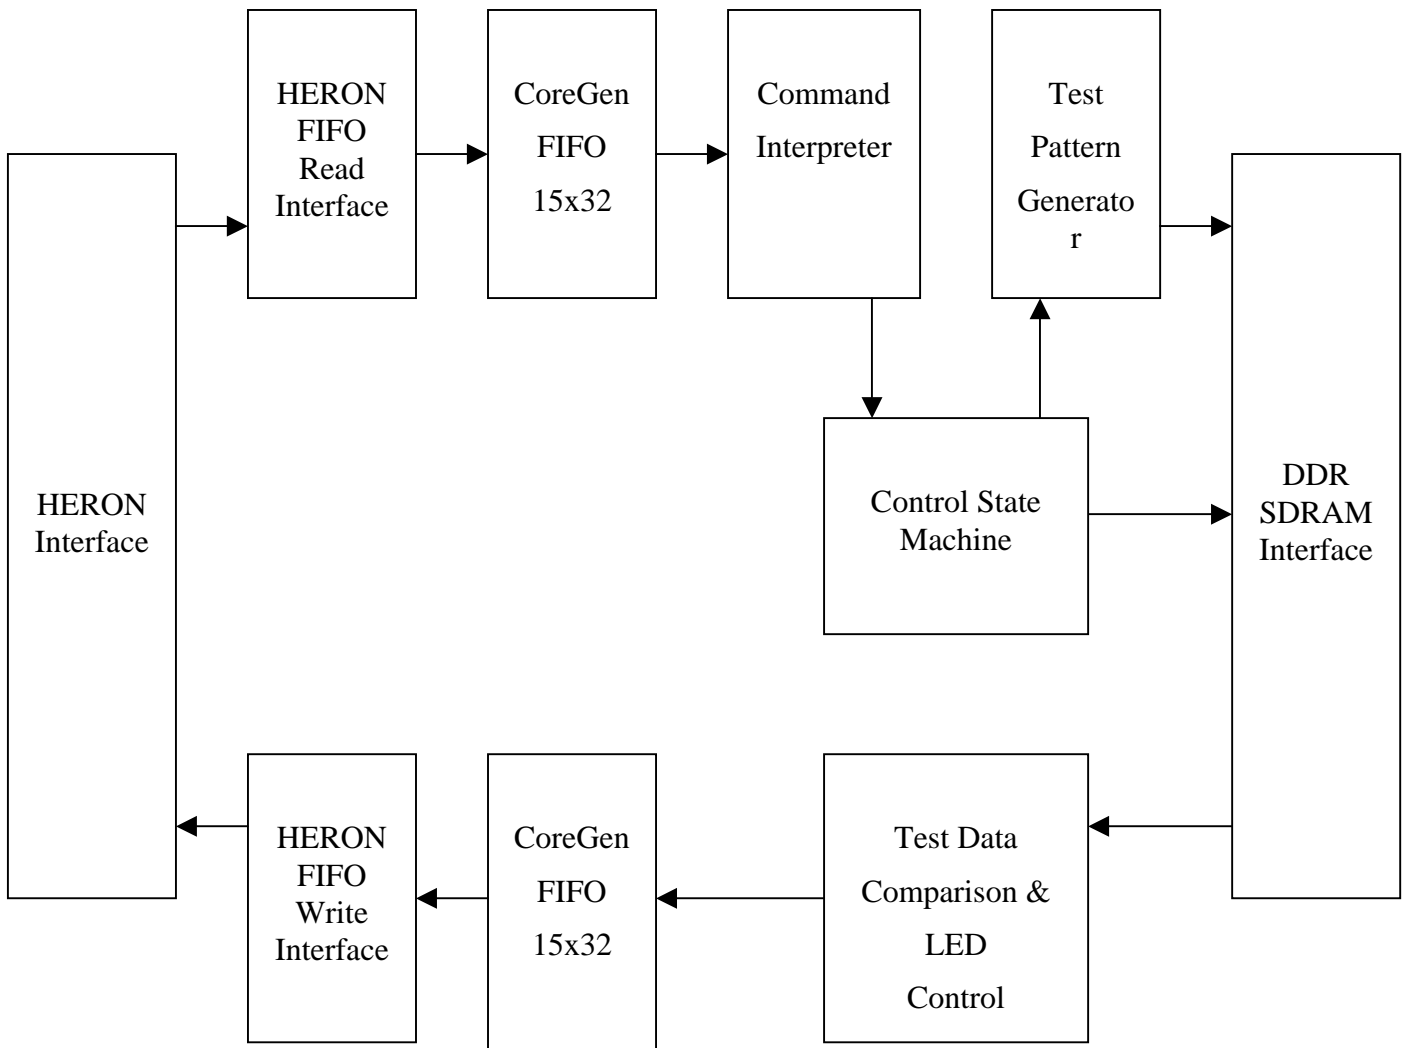 HERON
FIFO
Read
Interface
CoreGen
FIFO
15x32
Command
Interpreter
Test
Pattern
Generato
r
HERON
Interface
Control State
Machine
DDR
SDRAM
Interface
HERON
FIFO
Write
Interface
CoreGen
FIFO
15x32
Test Data
Comparison &
LED
Control